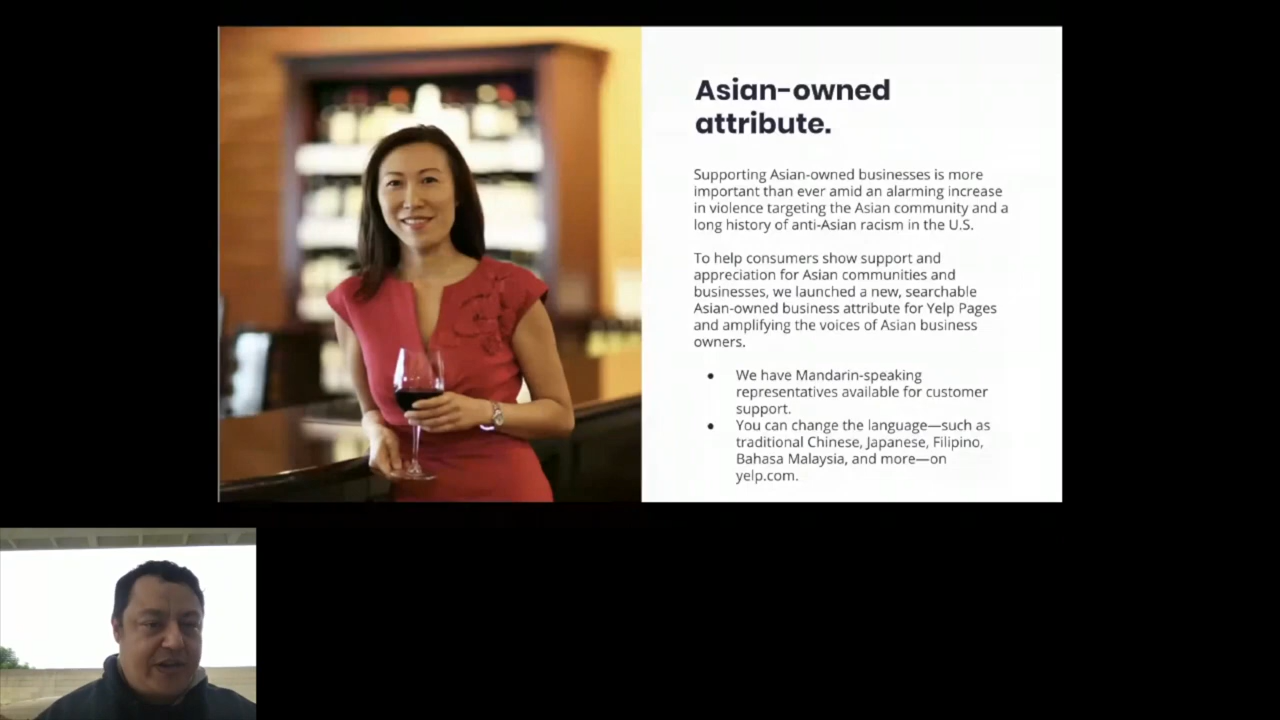 Asian-owned
attribute.
Supporting Asian-owned businesses is more
important than ever amid an alarming increase
in violence targeting the Asian community and a
long history of anti-Asian racism in the U.S.
To help consumers show support and
appreciation for Asian communities and
businesses, we launched a new, searchable
Asian-owned business attribute for Yelp Pages
and amplifying the voices of Asian business
owners.
● We have Mandarin-speaking
representatives available for customer
support.
● You can change the language—such as
traditional Chinese, Japanese, Filipino,
Bahasa Malaysia, and more—on
yelp.com.